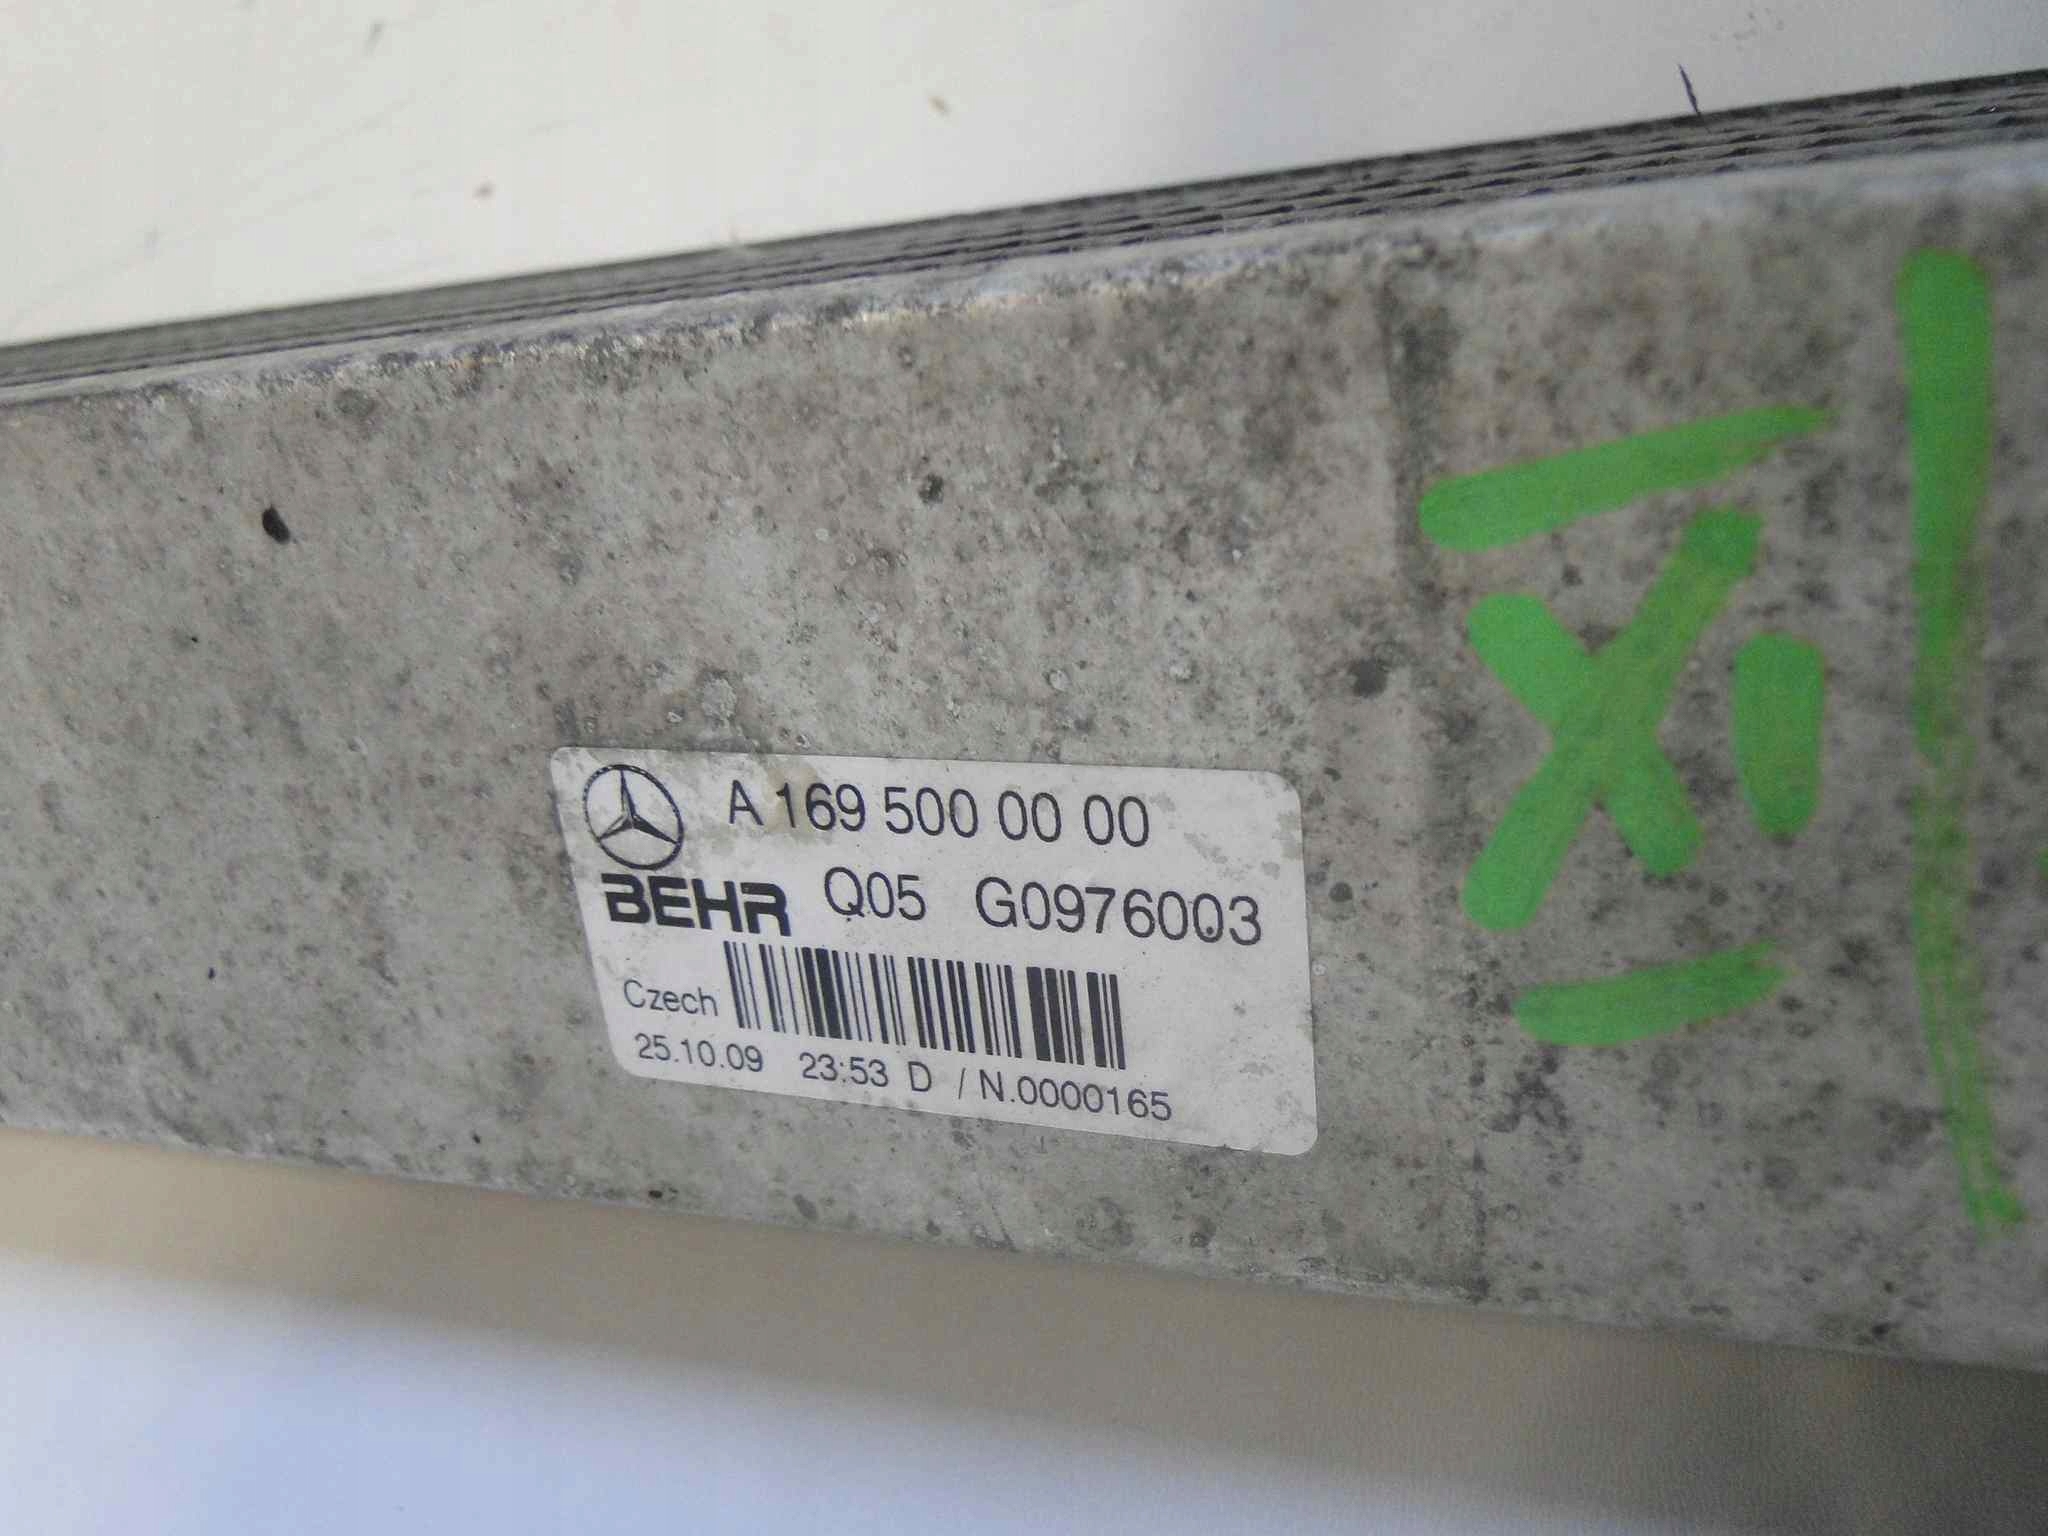 A 169 500 00 00
BEHR Q05 G0976003
Czech
25.10.09 23:53 D / N.0000165